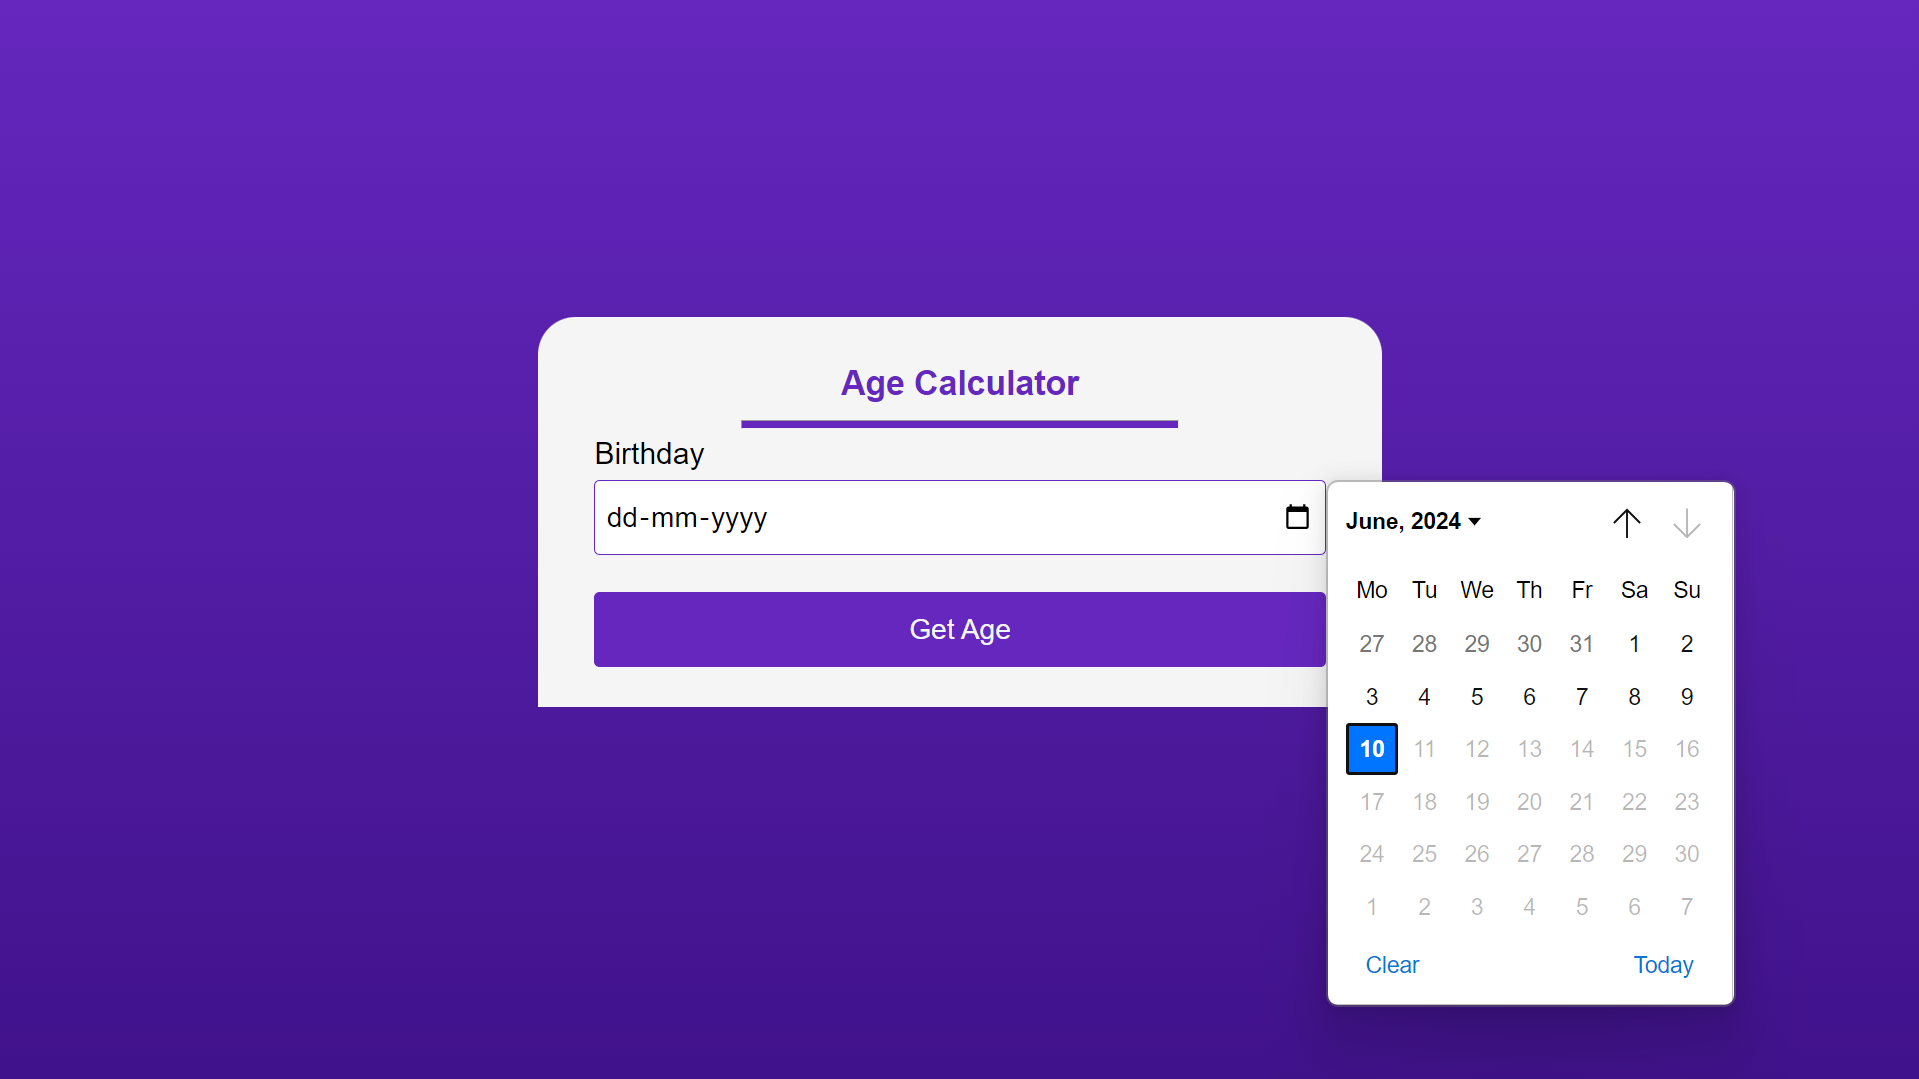 Age Calculator
Birthday
dd-mm-yyyy
Get Age
June, 2024
Mo Tu We Th Fr Sa Su
27 28 29 30 31 1 2
3 4 5 6 7 8 9
10 11 12 13 14 15 16
17 18 19 20 21 22 23
24 25 26 27 28 29 30
1 2 3 4 5 6 7
Clear Today